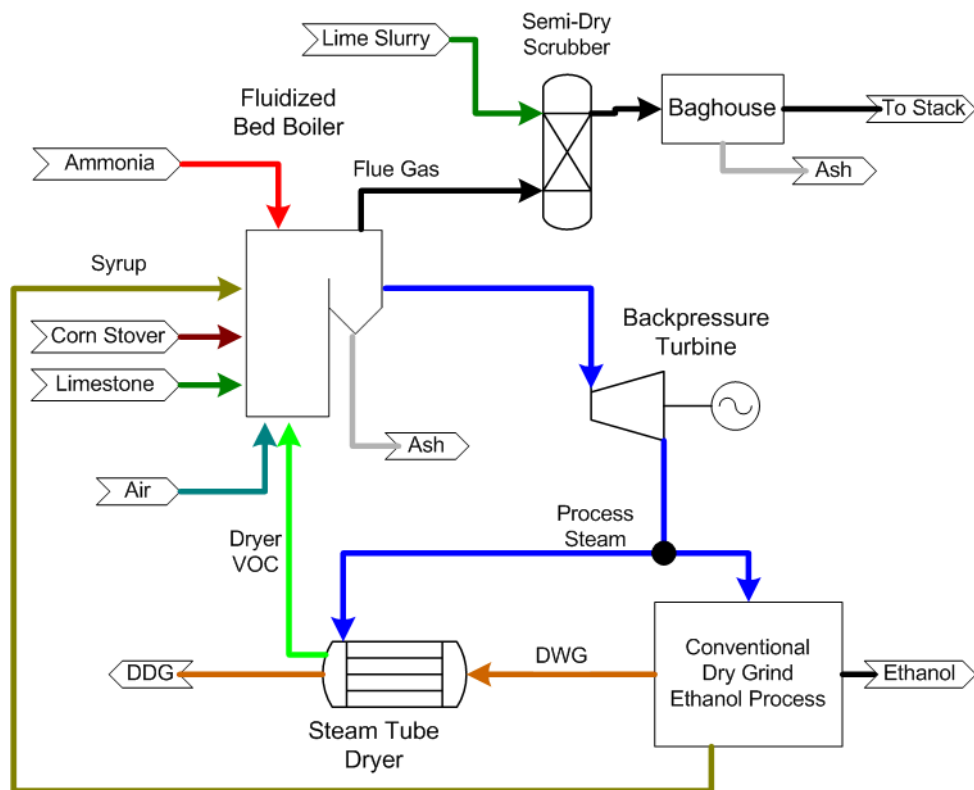 Lime Slurry
Semi-Dry
Scrubber
Baghouse
To Stack
Ash
Fluidized
Bed Boiler
Ammonia
Flue Gas
Syrup
Corn Stover
Limestone
Air
Ash
Backpressure
Turbine
Process
Steam
Dryer
VOC
DDG
Steam Tube
Dryer
DWG
Conventional
Dry Grind
Ethanol Process
Ethanol